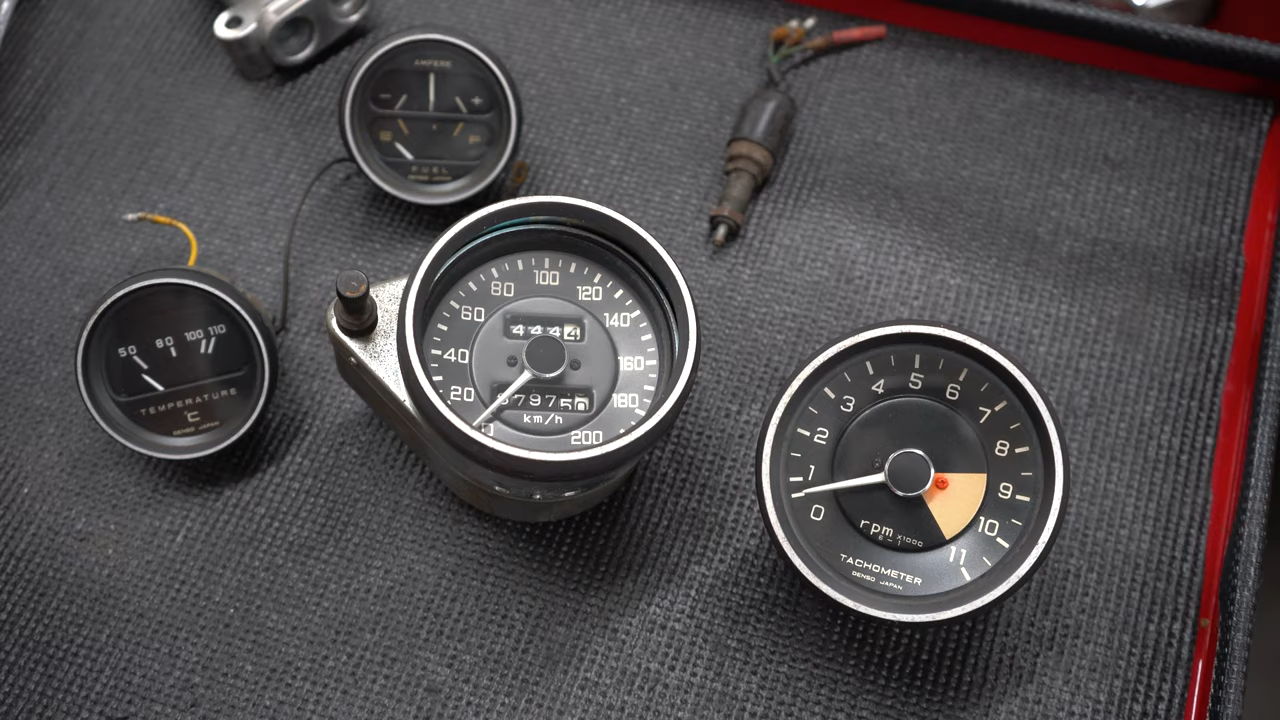 AMPERE
- +
E F
FUEL
50 80 100 110
TEMPERATURE
°C
DENSO JAPAN
0 20 40 60 80 100 120 140 160 180 200
4444
km/h
0 1 2 3 4 5 6 7 8 9 10 11
rpm X1000
TACHOMETER
DENSO JAPAN